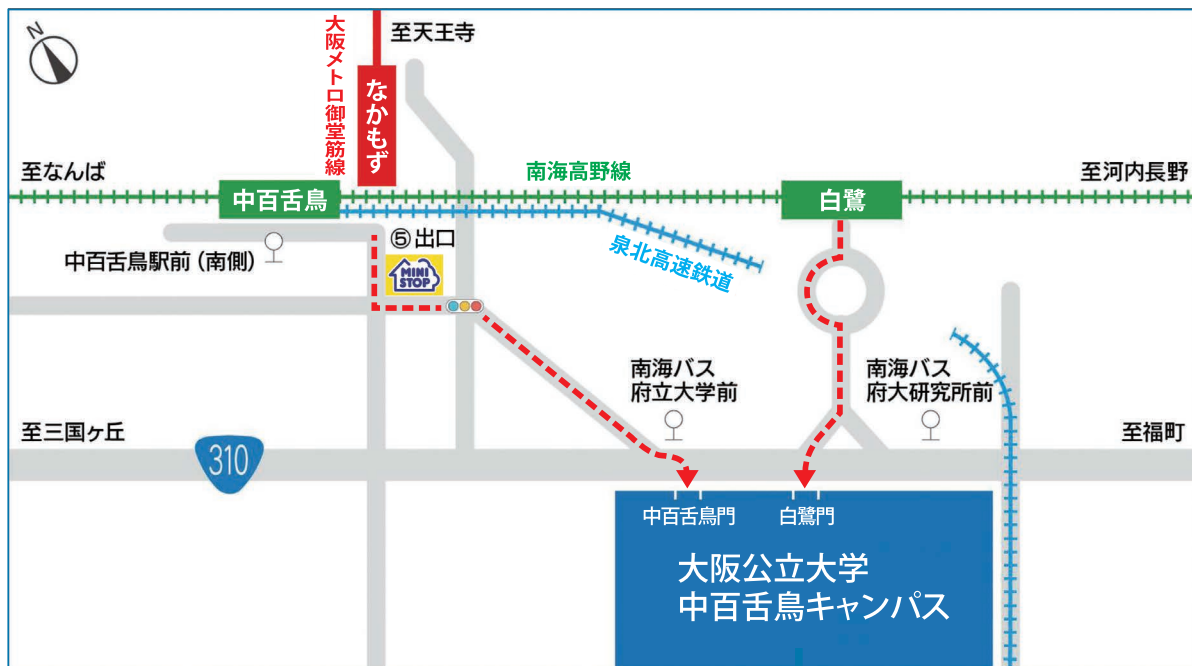 N
大阪メトロ御堂筋線
至天王寺
なかもず
至なんば
南海高野線
至河内長野
中百舌鳥
白鷺
⑤出口
中百舌鳥駅前(南側)
MINI
STOP
泉北高速鉄道
南海バス
府立大学前
南海バス
府大研究所前
至三国ヶ丘
310
至福町
中百舌鳥門
白鷺門
大阪公立大学
中百舌鳥キャンパス